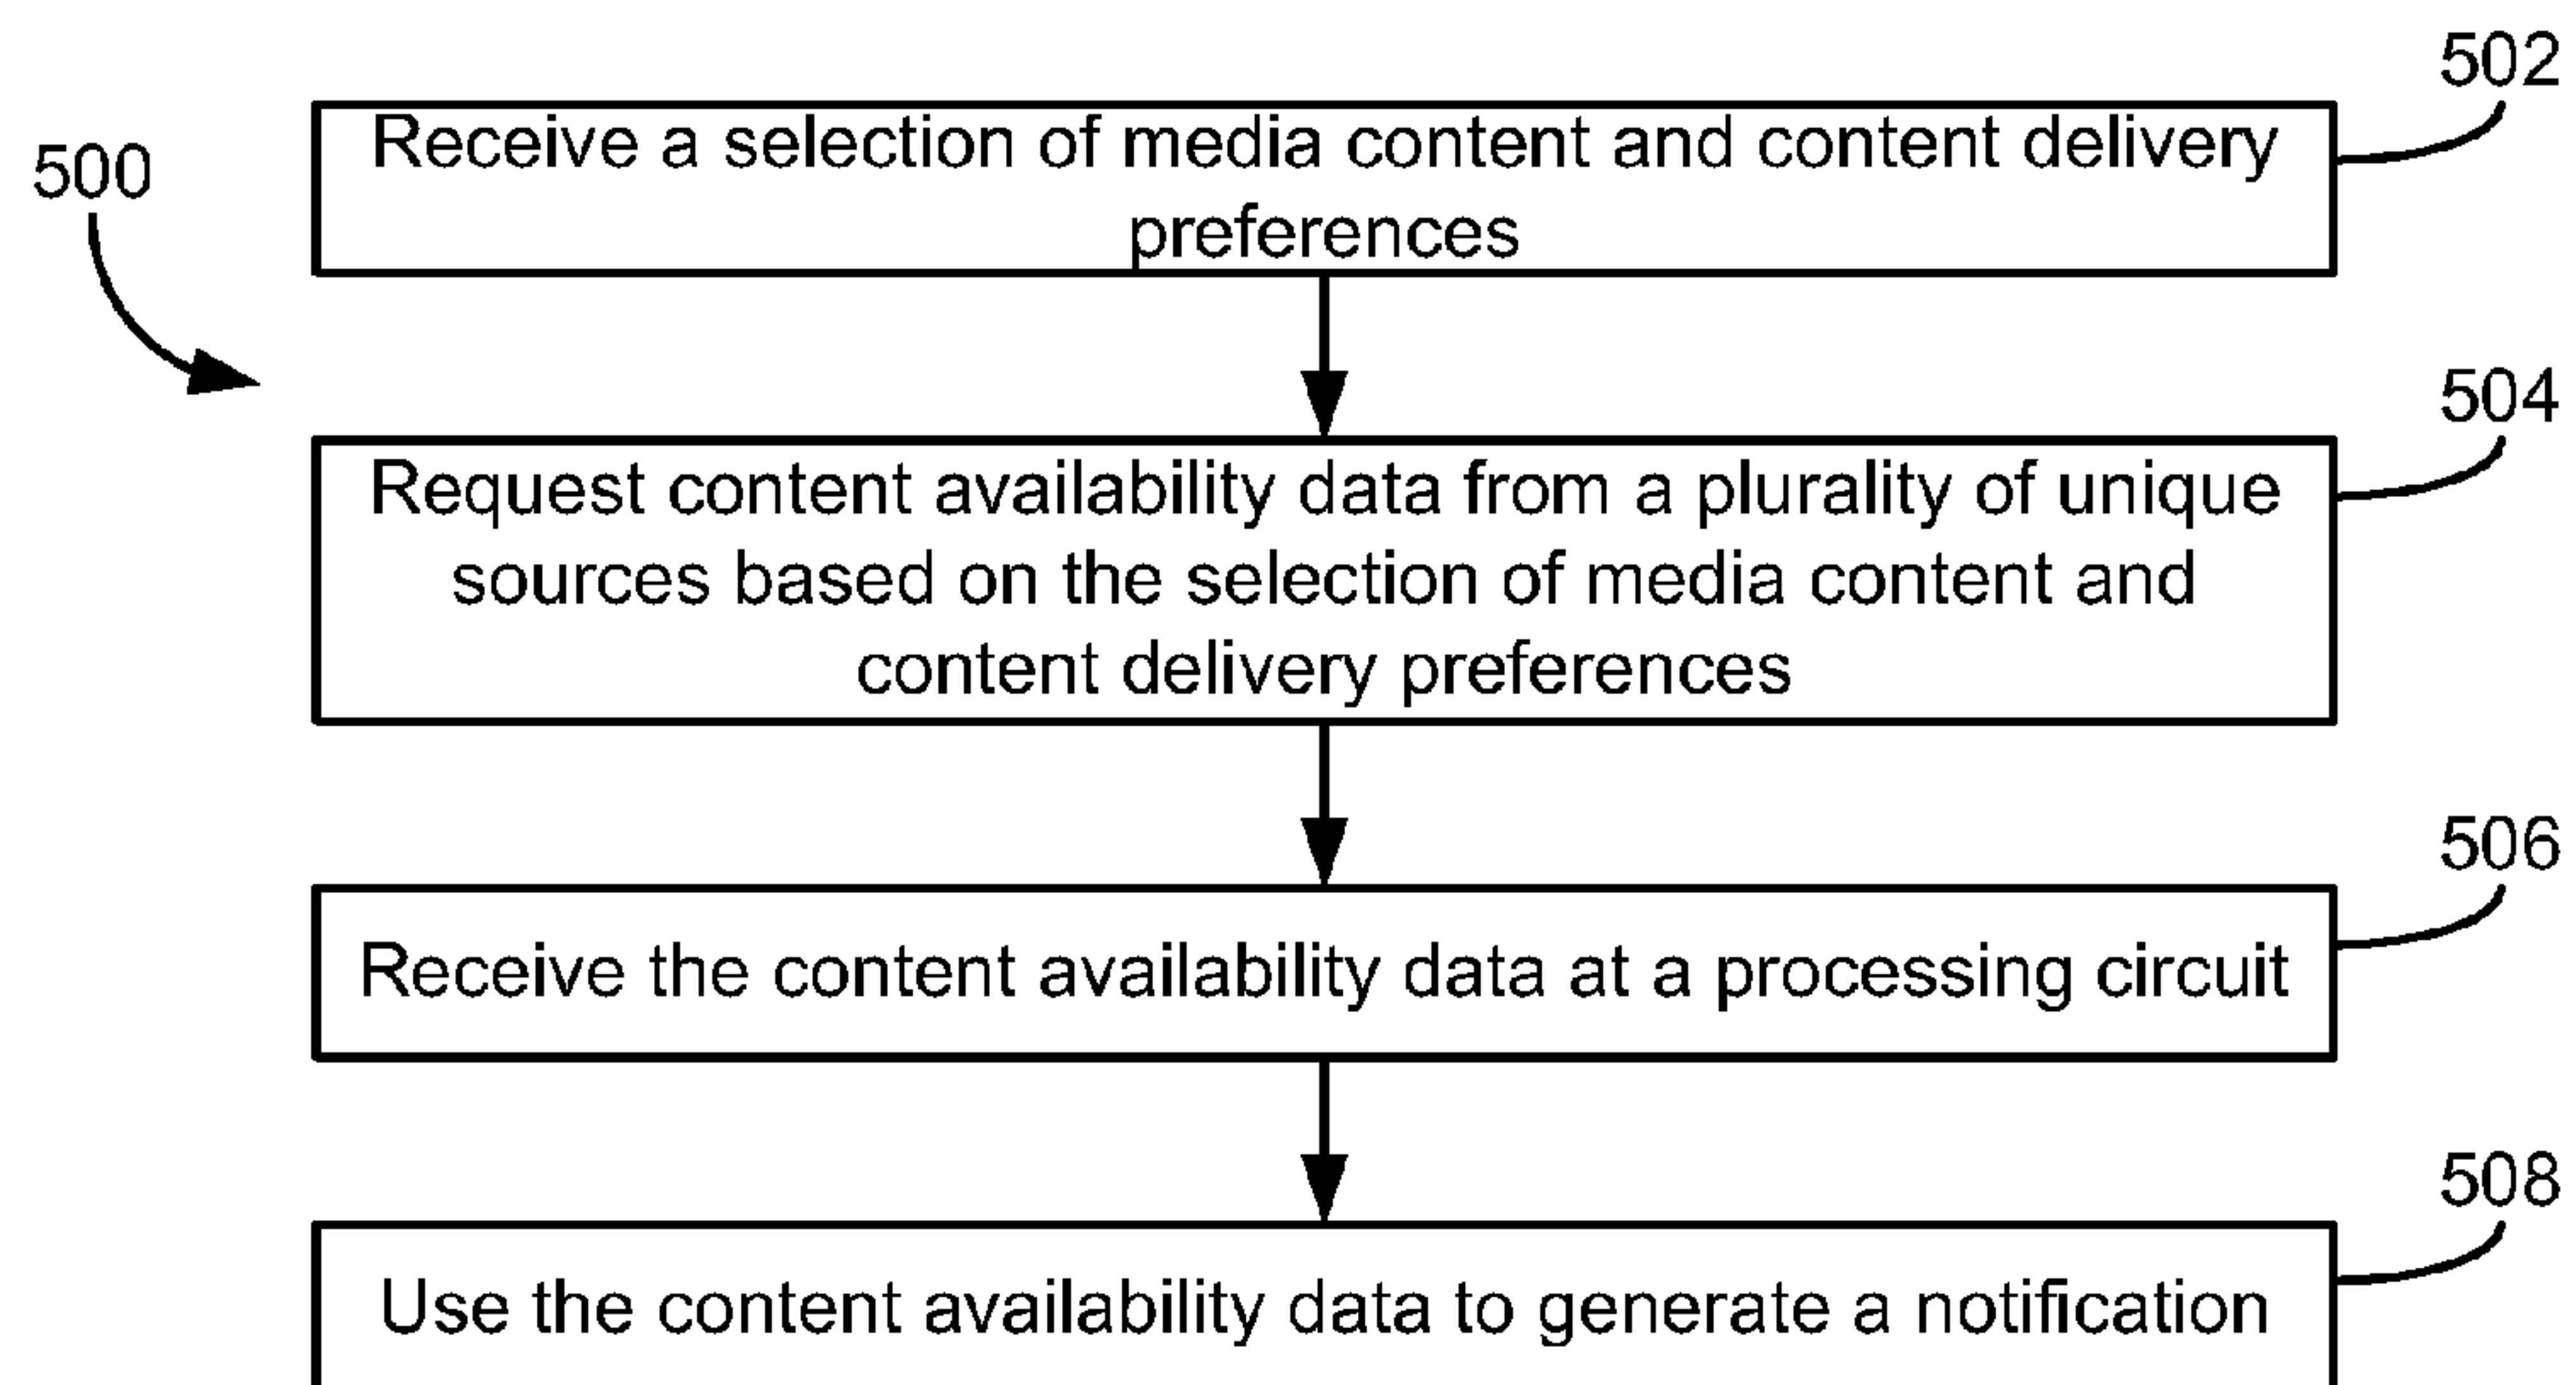 502
Receive a selection of media content and content delivery
preferences
500
504
Request content availability data from a plurality of unique
sources based on the selection of media content and
content delivery preferences
506
Receive the content availability data at a processing circuit
508
Use the content availability data to generate a notification